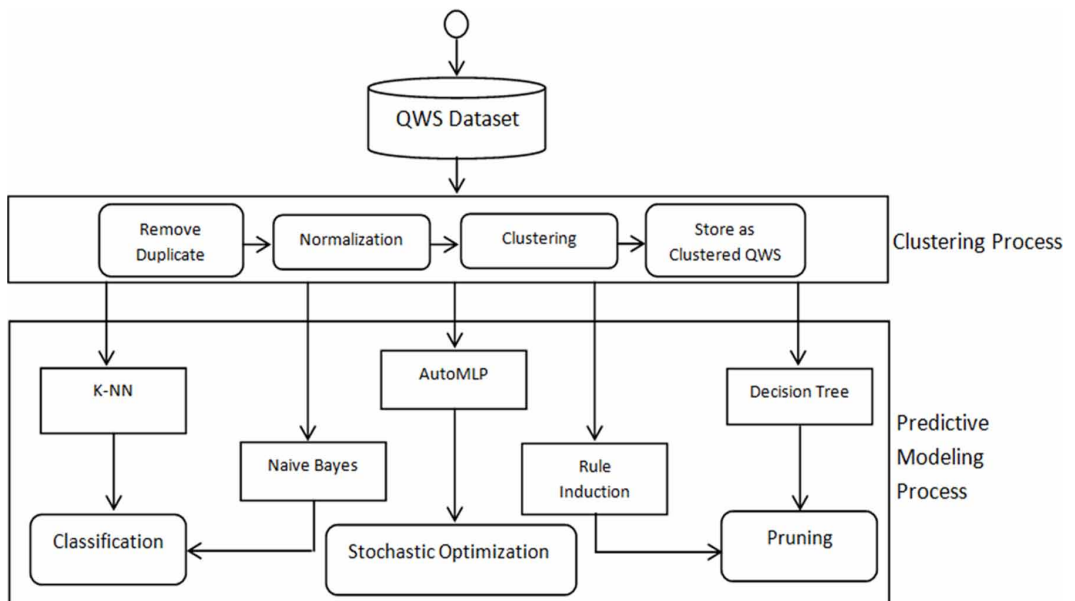 QWS Dataset
Remove
Duplicate
Normalization
Clustering
Store as
Clustered QWS
Clustering Process
K-NN
AutoMLP
Decision Tree
Naive Bayes
Rule
Induction
Predictive
Modeling
Process
Classification
Stochastic Optimization
Pruning